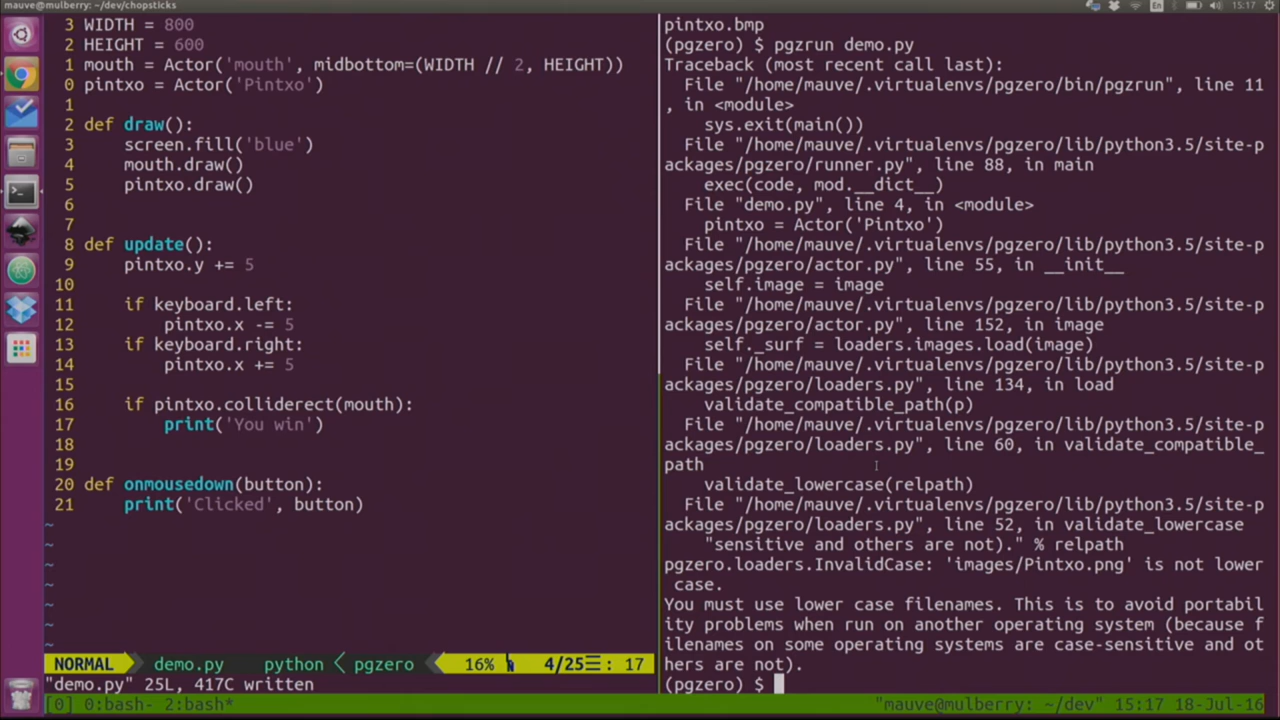 mauve@mulberry: ~/dev/chopsticks
En
15:17
3 WIDTH = 800
2 HEIGHT = 600
1 mouth = Actor('mouth', midbottom=(WIDTH // 2, HEIGHT))
0 pintxo = Actor('Pintxo')
1
2 def draw():
3     screen.fill('blue')
4     mouth.draw()
5     pintxo.draw()
6
7
8 def update():
9     pintxo.y += 5
10
11     if keyboard.left:
12         pintxo.x -= 5
13     if keyboard.right:
14         pintxo.x += 5
15
16     if pintxo.colliderect(mouth):
17         print('You win')
18
19
20 def onmousedown(button):
21     print('Clicked', button)
~
~
~
~
~
~
~
NORMAL demo.py python < pgzero 16% 4/25 : 17
"demo.py" 25L, 417C written
pintxo.bmp
(pgzero) $ pgzrun demo.py
Traceback (most recent call last):
  File "/home/mauve/.virtualenvs/pgzero/bin/pgzrun", line 11
, in <module>
    sys.exit(main())
  File "/home/mauve/.virtualenvs/pgzero/lib/python3.5/site-p
ackages/pgzero/runner.py", line 88, in main
    exec(code, mod.__dict__)
  File "demo.py", line 4, in <module>
    pintxo = Actor('Pintxo')
  File "/home/mauve/.virtualenvs/pgzero/lib/python3.5/site-p
ackages/pgzero/actor.py", line 55, in __init__
    self.image = image
  File "/home/mauve/.virtualenvs/pgzero/lib/python3.5/site-p
ackages/pgzero/actor.py", line 152, in image
    self._surf = loaders.images.load(image)
  File "/home/mauve/.virtualenvs/pgzero/lib/python3.5/site-p
ackages/pgzero/loaders.py", line 134, in load
    validate_compatible_path(p)
  File "/home/mauve/.virtualenvs/pgzero/lib/python3.5/site-p
ackages/pgzero/loaders.py", line 60, in validate_compatible_
path
    validate_lowercase(relpath)
  File "/home/mauve/.virtualenvs/pgzero/lib/python3.5/site-p
ackages/pgzero/loaders.py", line 52, in validate_lowercase
    "sensitive and others are not)." % relpath
pgzero.loaders.InvalidCase: 'images/Pintxo.png' is not lower
 case.
You must use lower case filenames. This is to avoid portabil
ity problems when run on another operating system (because f
ilenames on some operating systems are case-sensitive and ot
hers are not).
(pgzero) $
[0] 0:bash- 2:bash*
"mauve@mulberry: ~/dev" 15:17 18-Jul-16